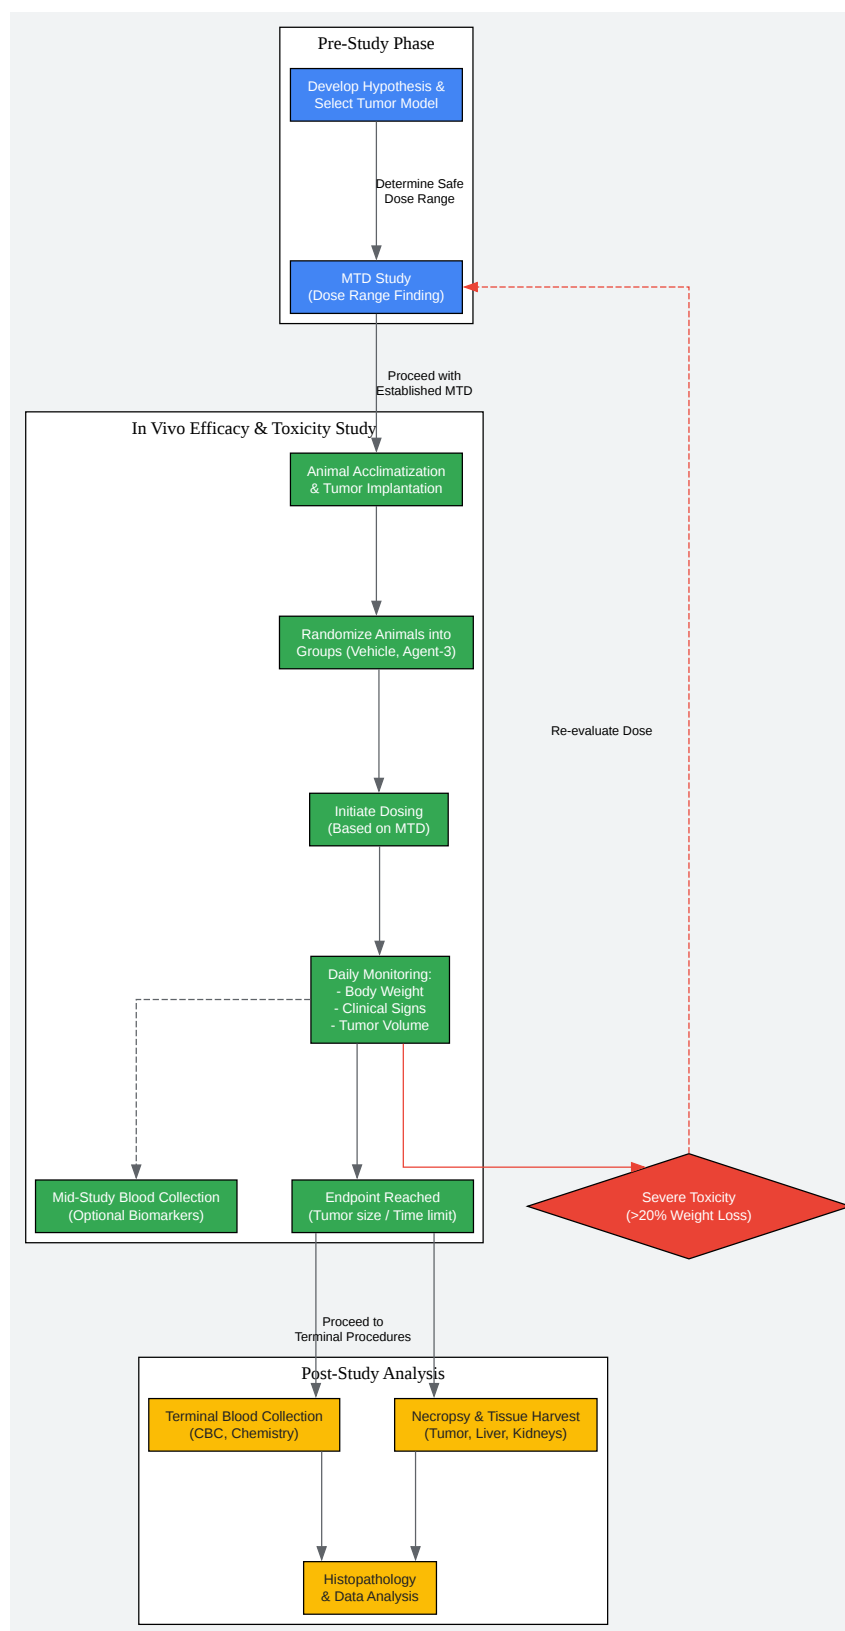 Pre-Study Phase
Develop Hypothesis &
Select Tumor Model
Determine Safe
Dose Range
MTD Study
(Dose Range Finding)
Proceed with
Established MTD
In Vivo Efficacy & Toxicity Study
Animal Acclimatization
& Tumor Implantation
Randomize Animals into
Groups (Vehicle, Agent-3)
Re-evaluate Dose
Initiate Dosing
(Based on MTD)
Daily Monitoring:
- Body Weight
- Clinical Signs
- Tumor Volume
Mid-Study Blood Collection
(Optional Biomarkers)
Endpoint Reached
(Tumor size / Time limit)
Severe Toxicity
(>20% Weight Loss)
Proceed to
Terminal Procedures
Post-Study Analysis
Terminal Blood Collection
(CBC, Chemistry)
Necropsy & Tissue Harvest
(Tumor, Liver, Kidneys)
Histopathology
& Data Analysis